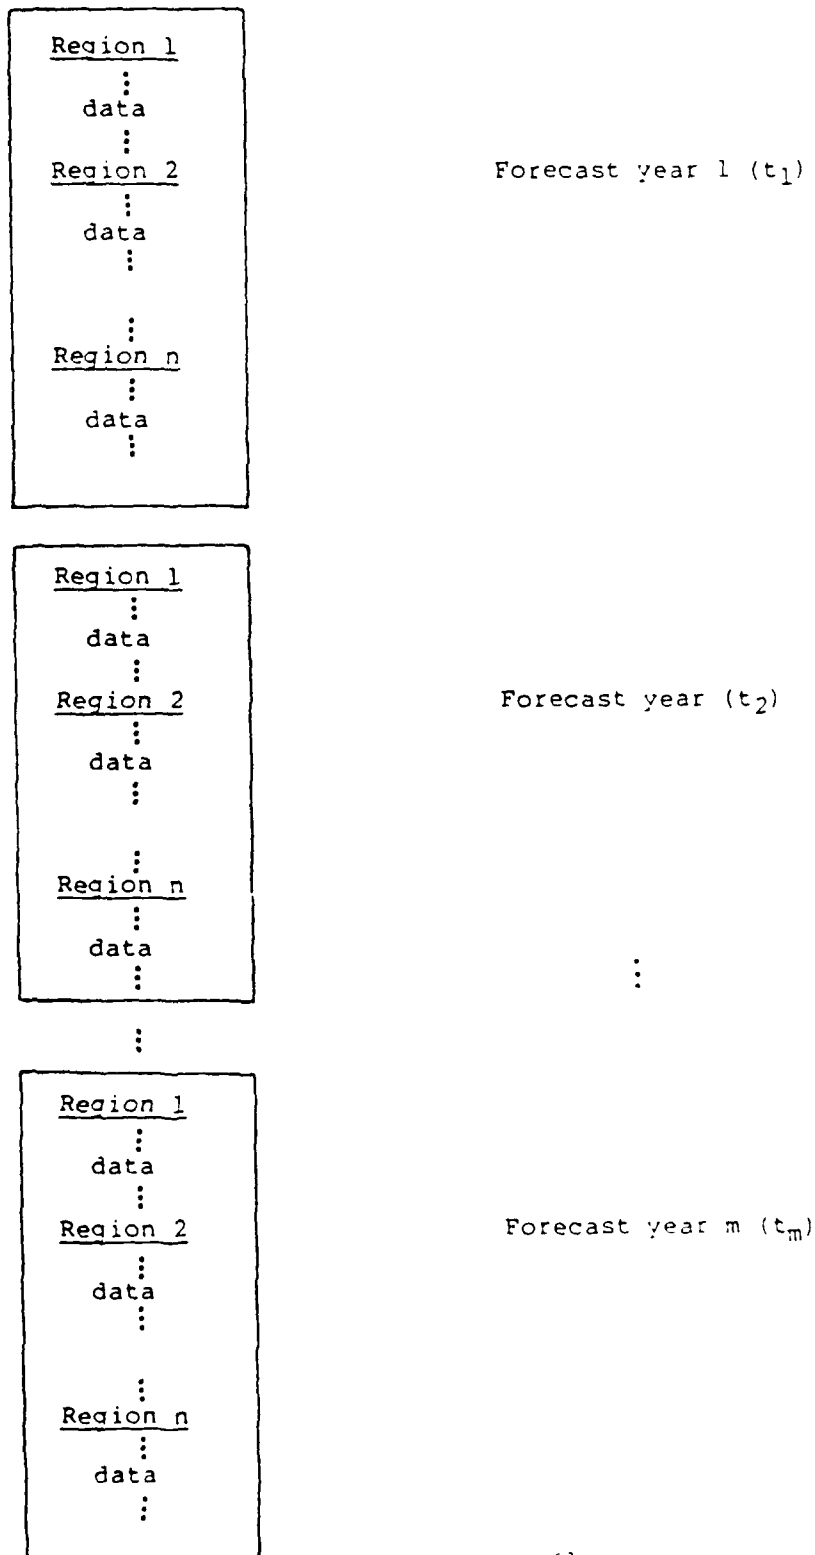 Region 1
⋮
data
⋮
Region 2
Forecast year 1 (t1)
⋮
data
⋮
⋮
Region n
⋮
data
⋮
Region 1
⋮
data
⋮
Region 2
Forecast year (t2)
⋮
data
⋮
⋮
Region n
⋮
data
⋮
⋮
⋮
Region 1
⋮
data
⋮
Region 2
Forecast year m (tm)
⋮
data
⋮
⋮
Region n
⋮
data
⋮